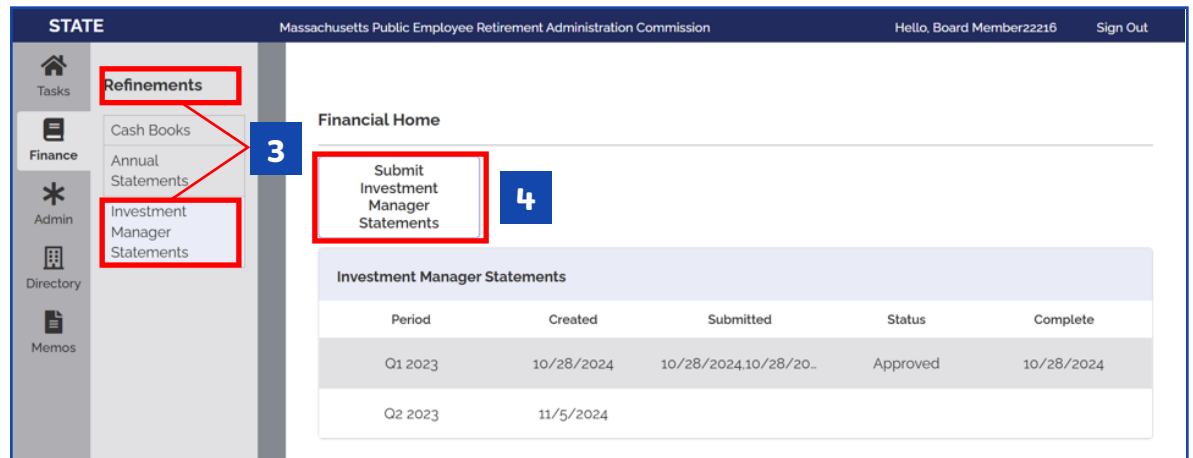 STATE
Massachusetts Public Employee Retirement Administration Commission
Hello, Board Member22216
Sign Out
Tasks
Finance
Admin
Directory
Memos
Refinements
Cash Books
Annual
Statements
Investment
Manager
Statements
3
Financial Home
Submit
Investment
Manager
Statements
4
Investment Manager Statements
Period Created Submitted Status Complete
Q1 2023 10/28/2024 10/28/2024,10/28/20... Approved 10/28/2024
Q2 2023 11/5/2024